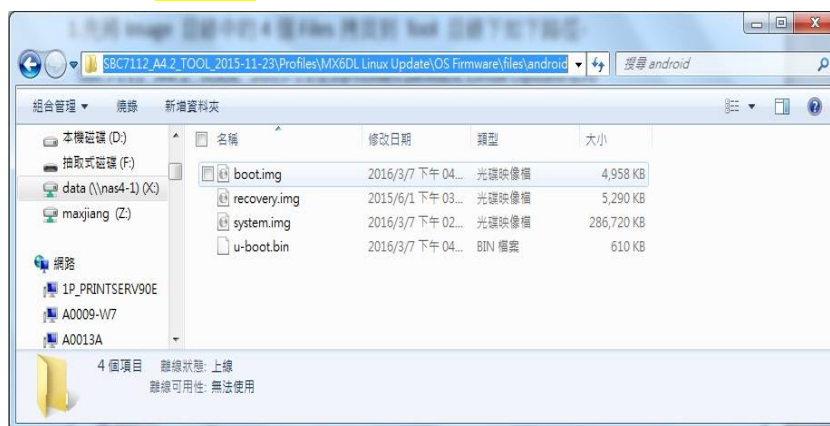 SBC7112_A4.2_TOOL_2015-11-23\Profiles\MX6DL Linux Update\OS Firmware\files\android
搜尋 android
組合管理 燒錄 新增資料夾
本機磁碟 (D:)
抽取式磁碟 (F:)
data (\\nas4-1) (X:)
maxjiang (Z:)
網路
1P_PRINTSERV90E
A0009-W7
A0013A
名稱 修改日期 類型 大小
boot.img 2016/3/7 下午 04... 光碟映像檔 4,958 KB
recovery.img 2015/6/1 下午 03... 光碟映像檔 5,290 KB
system.img 2016/3/7 下午 02... 光碟映像檔 286,720 KB
u-boot.bin 2016/3/7 下午 04... BIN 檔案 610 KB
4 個項目 離線狀態: 上線
離線可用性: 無法使用